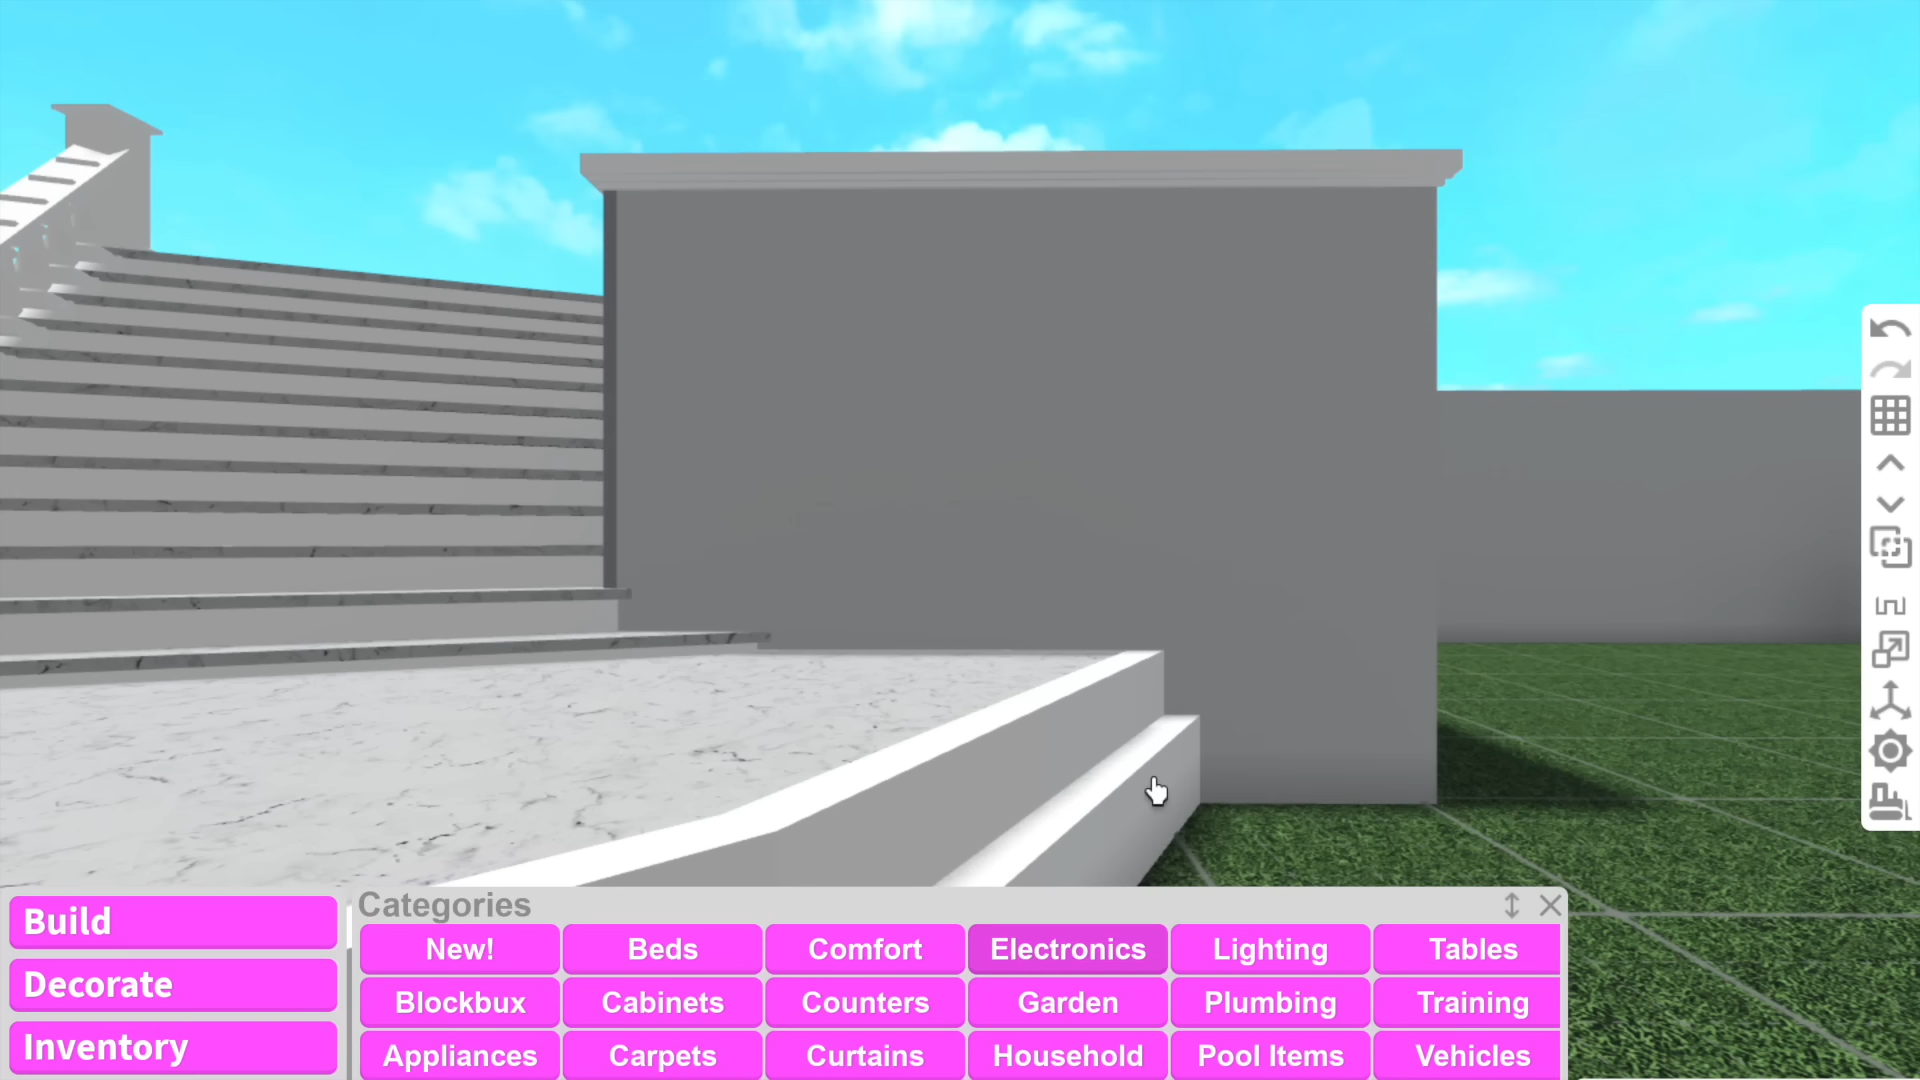 Build
Decorate
Inventory
Categories
New! Beds Comfort Electronics Lighting Tables
Blockbux Cabinets Counters Garden Plumbing Training
Appliances Carpets Curtains Household Pool Items Vehicles